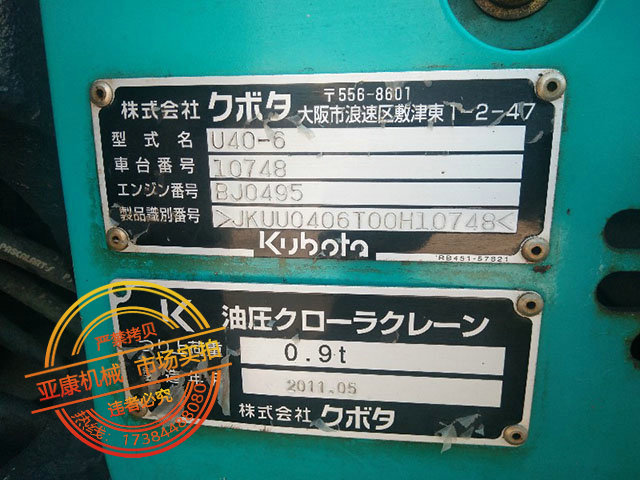 株式会社 クボタ
〒556-8601
大阪市浪速区敷津東1-2-47
型式名 U40-6
車台番号 10748
エンジン番号 BJ0495
製品識別番号 >JKUU0406T00H10748<
Kubota
RB451-57821
油圧クローラクレーン
0.9t
2011.05
株式会社 クボタ
严禁拷贝
亚康机械 市场实拍
违者必究
热线:17384488080